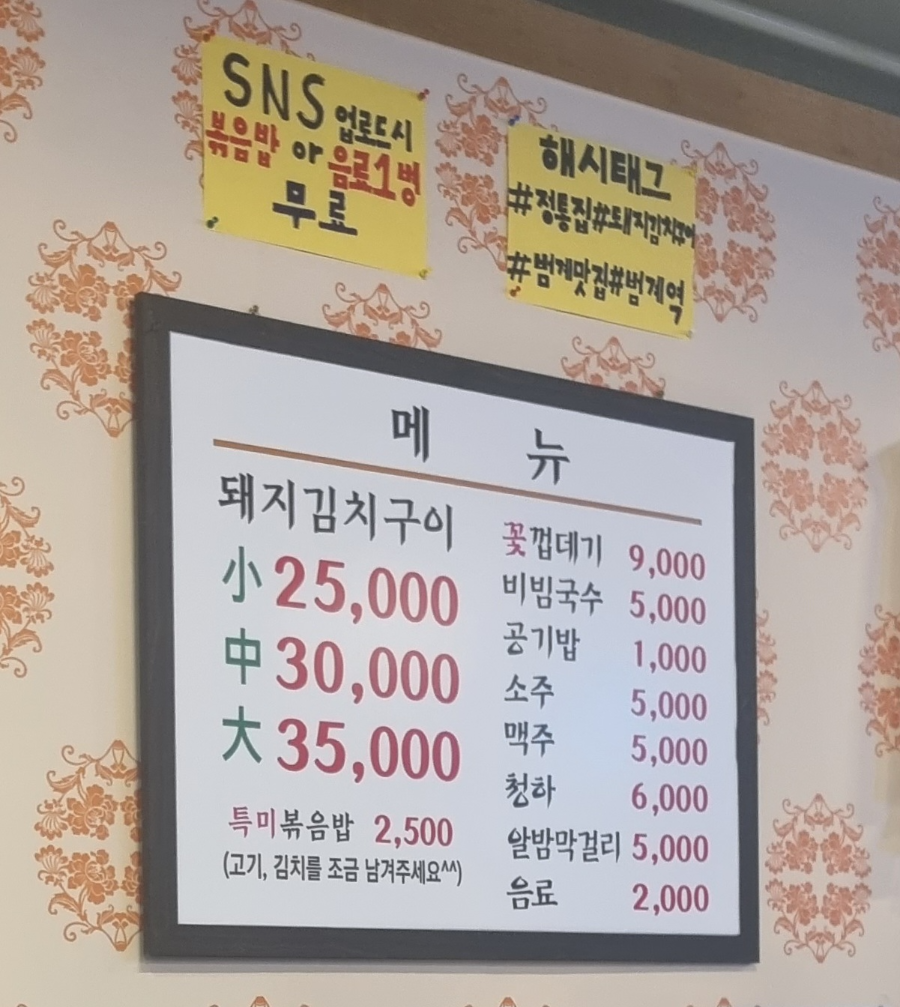 SNS 업로드시
볶음밥 or 음료1병
무료
해시태그
#정통집#돼지김치구이
#범계맛집#범계역
메 뉴
돼지김치구이
小 25,000
中 30,000
大 35,000
특미볶음밥 2,500
(고기, 김치를 조금 남겨주세요^^)
꽃껍데기 9,000
비빔국수 5,000
공기밥 1,000
소주 5,000
맥주 5,000
청하 6,000
알밤막걸리 5,000
음료 2,000